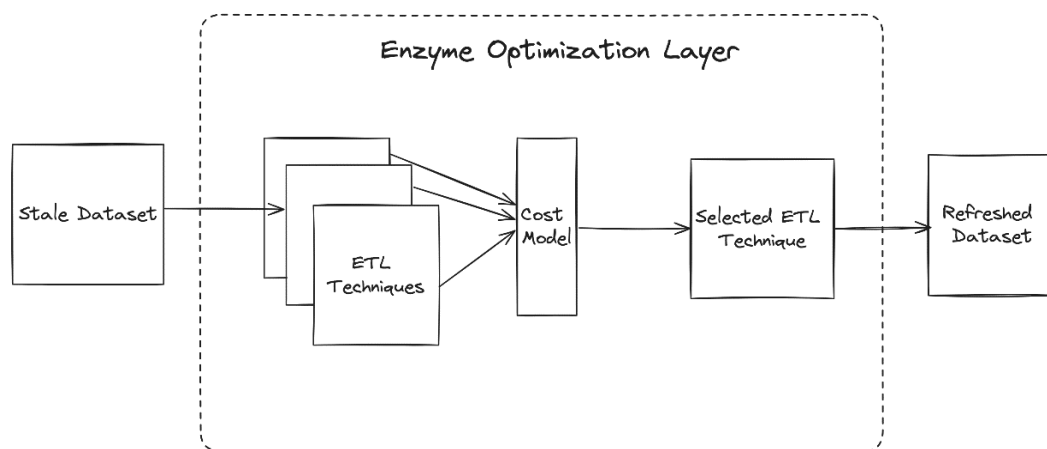 Enzyme Optimization Layer
Stale Dataset
ETL
Techniques
Cost
Model
Selected ETL
Technique
Refreshed
Dataset